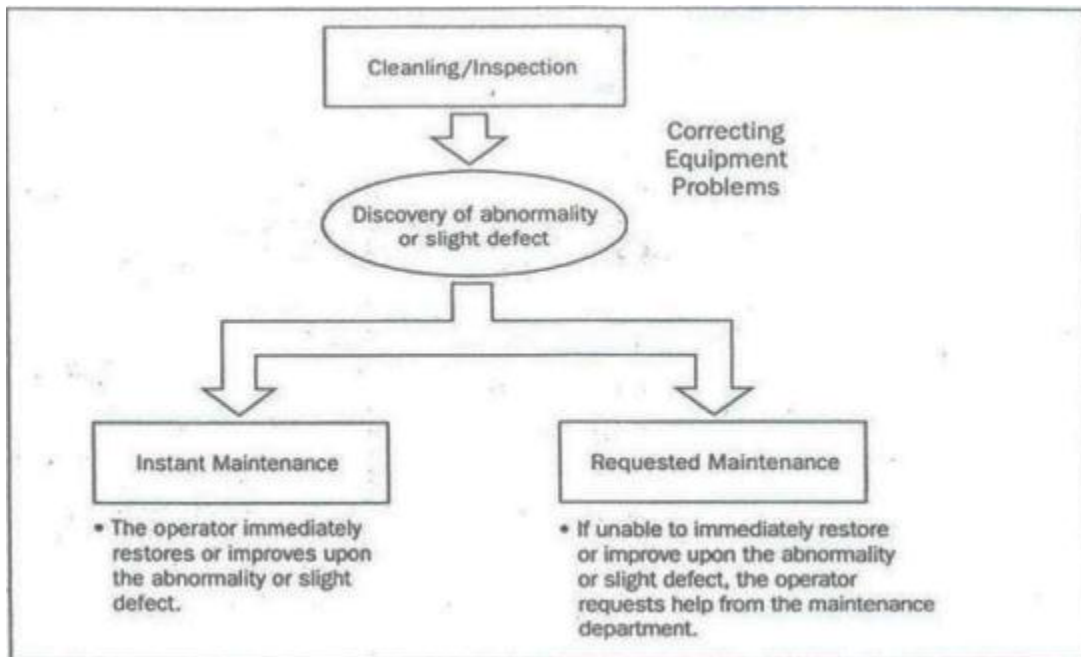 Cleanling/Inspection
Correcting
Equipment
Problems
Discovery of abnormality
or slight defect
Instant Maintenance
• The operator immediately
restores or improves upon
the abnormality or slight
defect.
Requested Maintenance
• If unable to immediately restore
or improve upon the abnormality
or slight defect, the operator
requests help from the maintenance
department.